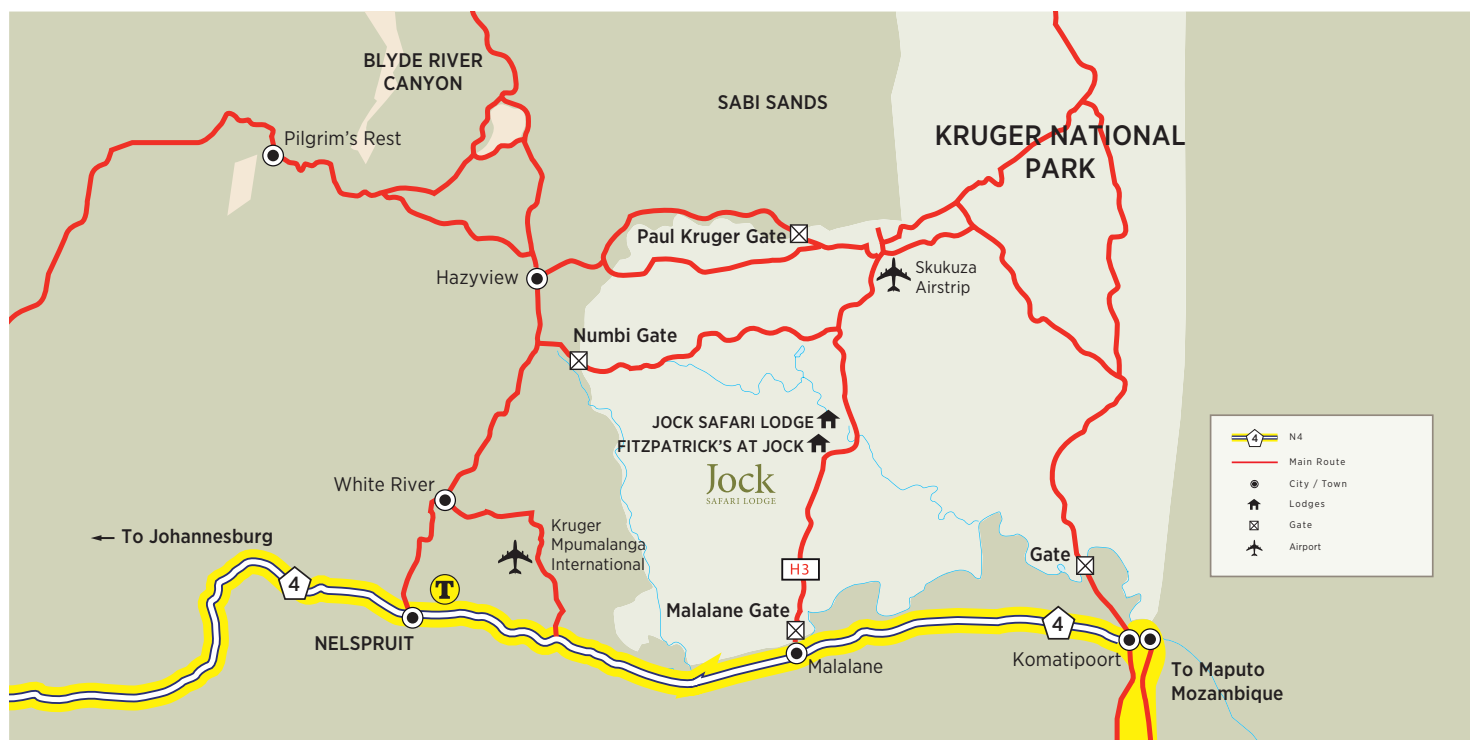 BLYDE RIVER
CANYON
SABI SANDS
Pilgrim's Rest
KRUGER NATIONAL
PARK
Paul Kruger Gate
Hazyview
Skukuza
Airstrip
Numbi Gate
JOCK SAFARI LODGE
FITZPATRICK'S AT JOCK
Jock
SAFARI LODGE
4 N4
Main Route
City / Town
Lodges
Gate
Airport
White River
To Johannesburg
Kruger
Mpumalanga
International
Gate
H3
4
T
Malalane Gate
4
NELSPRUIT
Malalane
Komatipoort
To Maputo
Mozambique